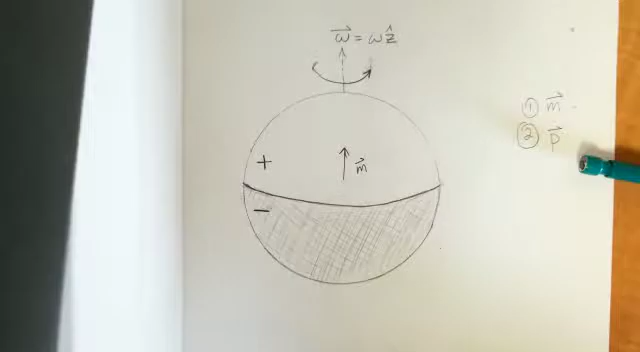 ω⃗ = ωẑ
① m⃗
② p⃗
+
m⃗
−